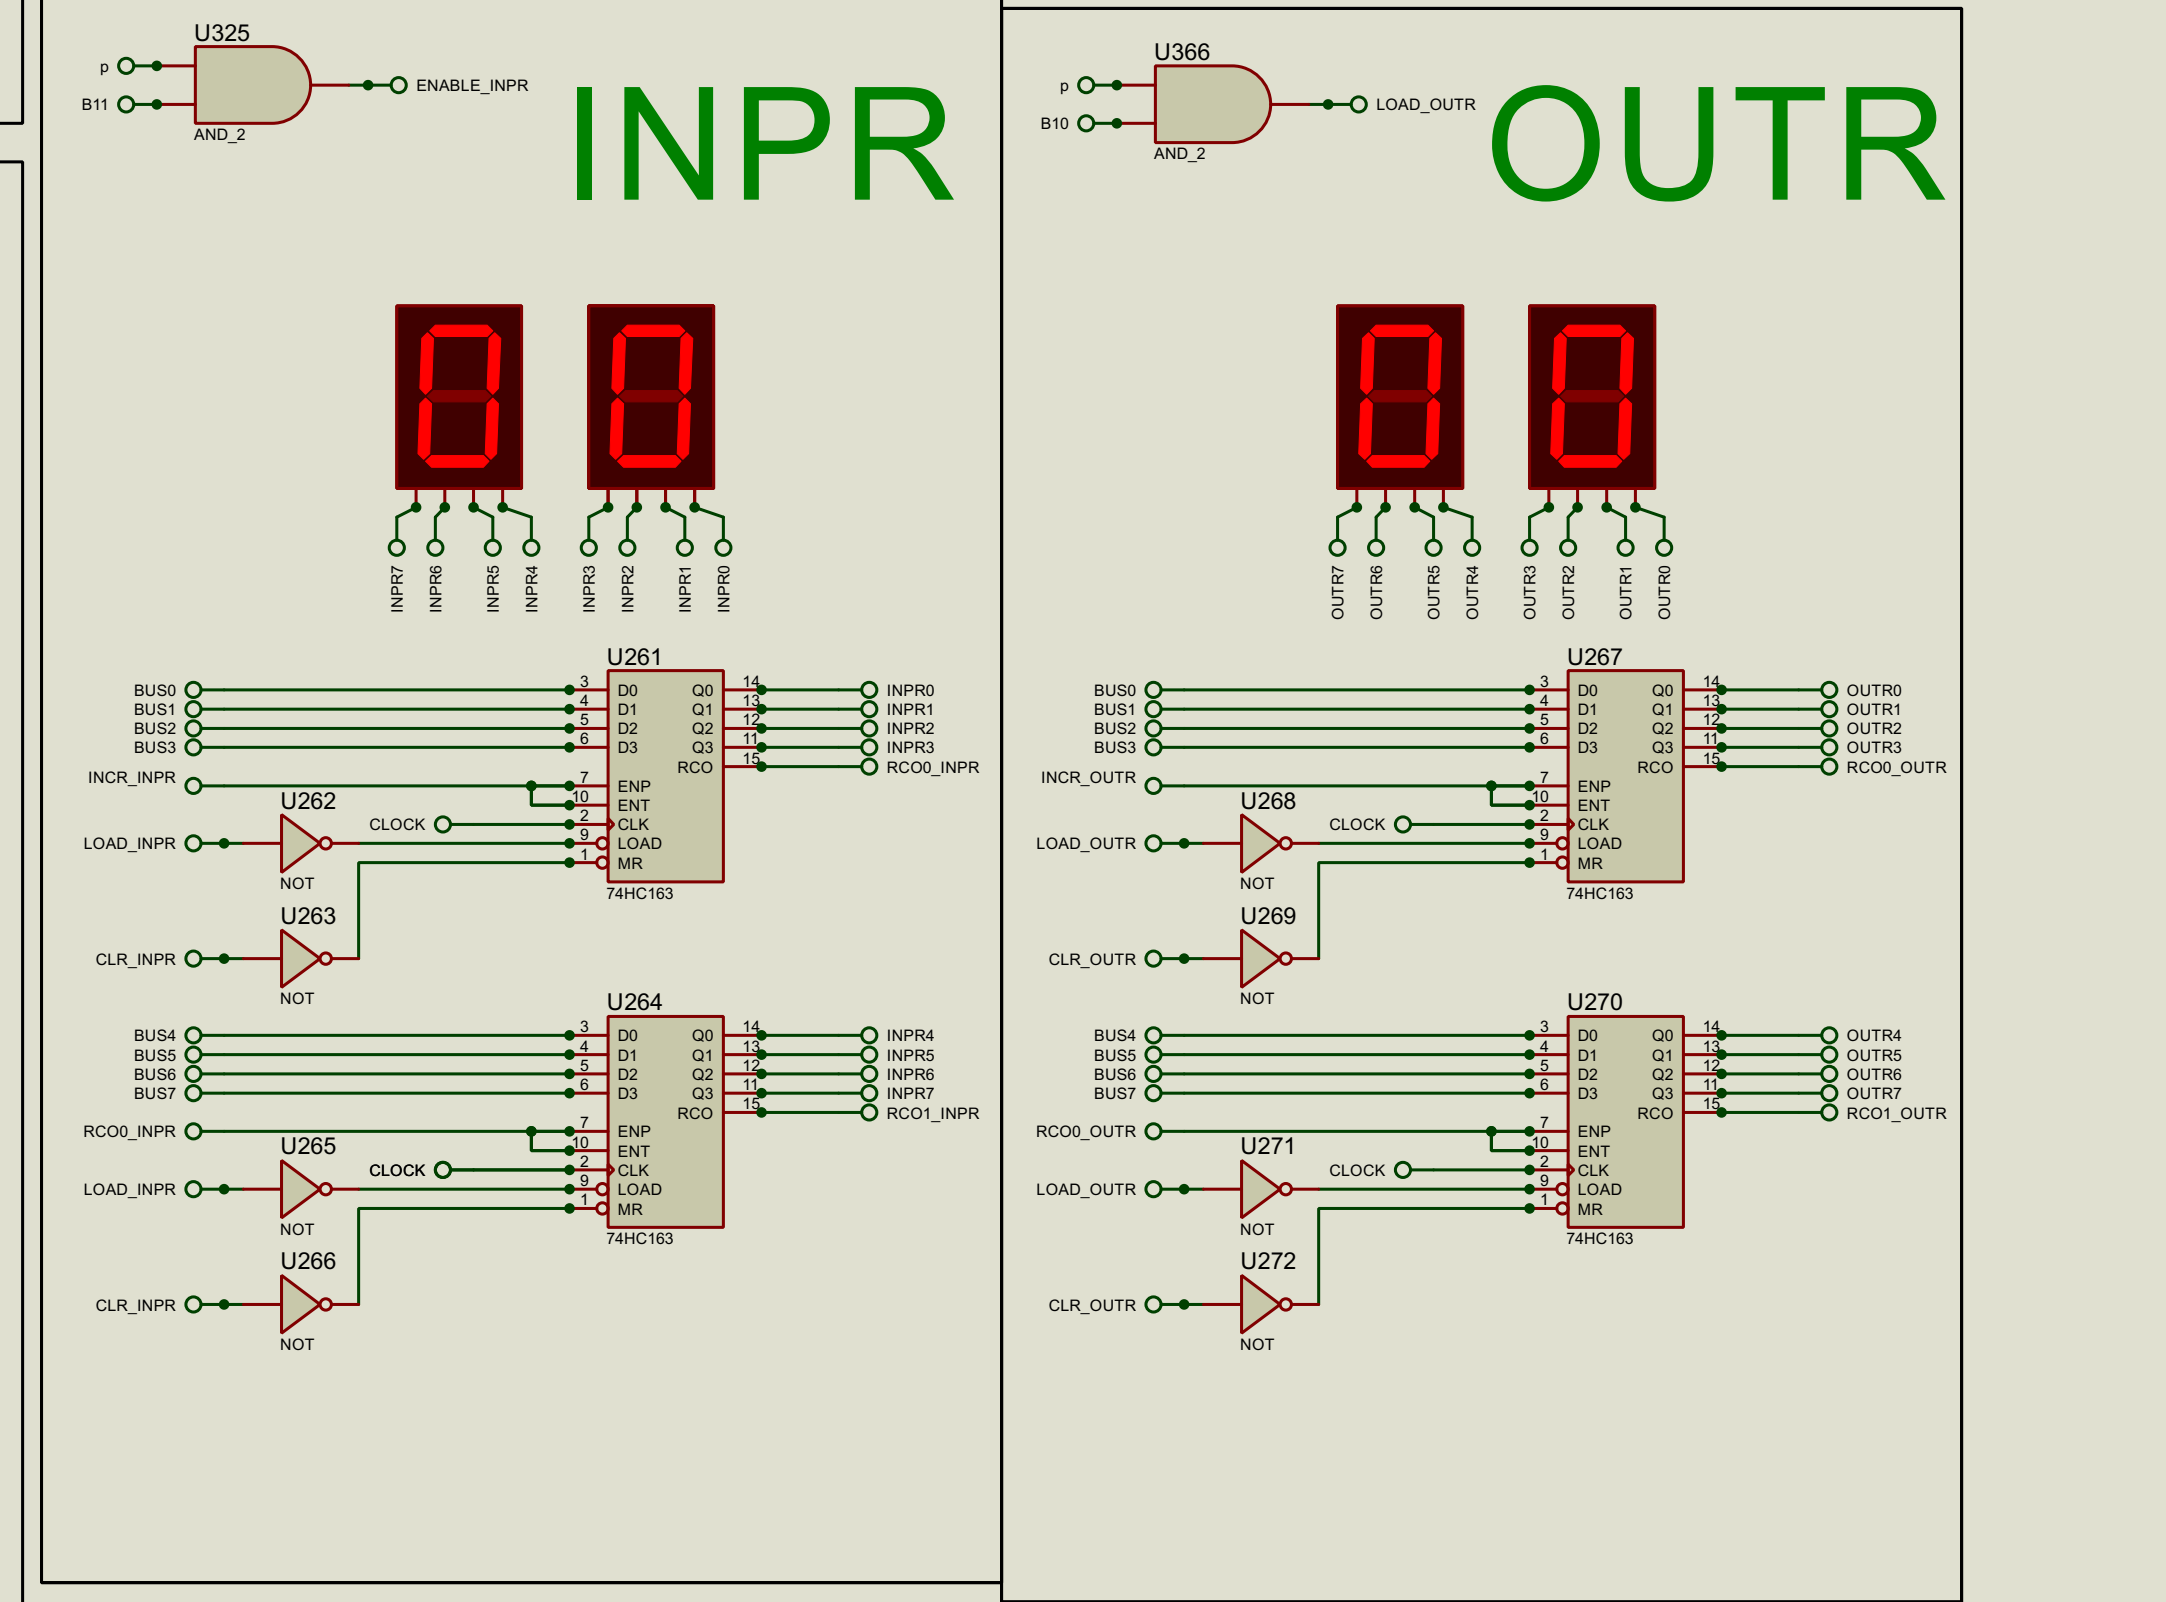 U325
p
B11
ENABLE_INPR
AND_2
INPR
INPR7
INPR6
INPR5
INPR4
INPR3
INPR2
INPR1
INPR0
U261
BUS0 3 D0 Q0 14 INPR0
BUS1 4 D1 Q1 13 INPR1
BUS2 5 D2 Q2 12 INPR2
BUS3 6 D3 Q3 11 INPR3
RCO 15 RCO0_INPR
INCR_INPR 7 ENP
10 ENT
U262
CLOCK 2 CLK
LOAD_INPR 9 LOAD
1 MR
NOT
74HC163
U263
CLR_INPR
NOT
U264
BUS4 3 D0 Q0 14 INPR4
BUS5 4 D1 Q1 13 INPR5
BUS6 5 D2 Q2 12 INPR6
BUS7 6 D3 Q3 11 INPR7
RCO 15 RCO1_INPR
RCO0_INPR 7 ENP
10 ENT
U265
CLOCK 2 CLK
LOAD_INPR 9 LOAD
1 MR
NOT
74HC163
U266
CLR_INPR
NOT
U366
p
B10
LOAD_OUTR
AND_2
OUTR
OUTR7
OUTR6
OUTR5
OUTR4
OUTR3
OUTR2
OUTR1
OUTR0
U267
BUS0 3 D0 Q0 14 OUTR0
BUS1 4 D1 Q1 13 OUTR1
BUS2 5 D2 Q2 12 OUTR2
BUS3 6 D3 Q3 11 OUTR3
RCO 15 RCO0_OUTR
INCR_OUTR 7 ENP
10 ENT
U268
CLOCK 2 CLK
LOAD_OUTR 9 LOAD
1 MR
NOT
74HC163
U269
CLR_OUTR
NOT
U270
BUS4 3 D0 Q0 14 OUTR4
BUS5 4 D1 Q1 13 OUTR5
BUS6 5 D2 Q2 12 OUTR6
BUS7 6 D3 Q3 11 OUTR7
RCO 15 RCO1_OUTR
RCO0_OUTR 7 ENP
10 ENT
U271
CLOCK 2 CLK
LOAD_OUTR 9 LOAD
1 MR
NOT
74HC163
U272
CLR_OUTR
NOT